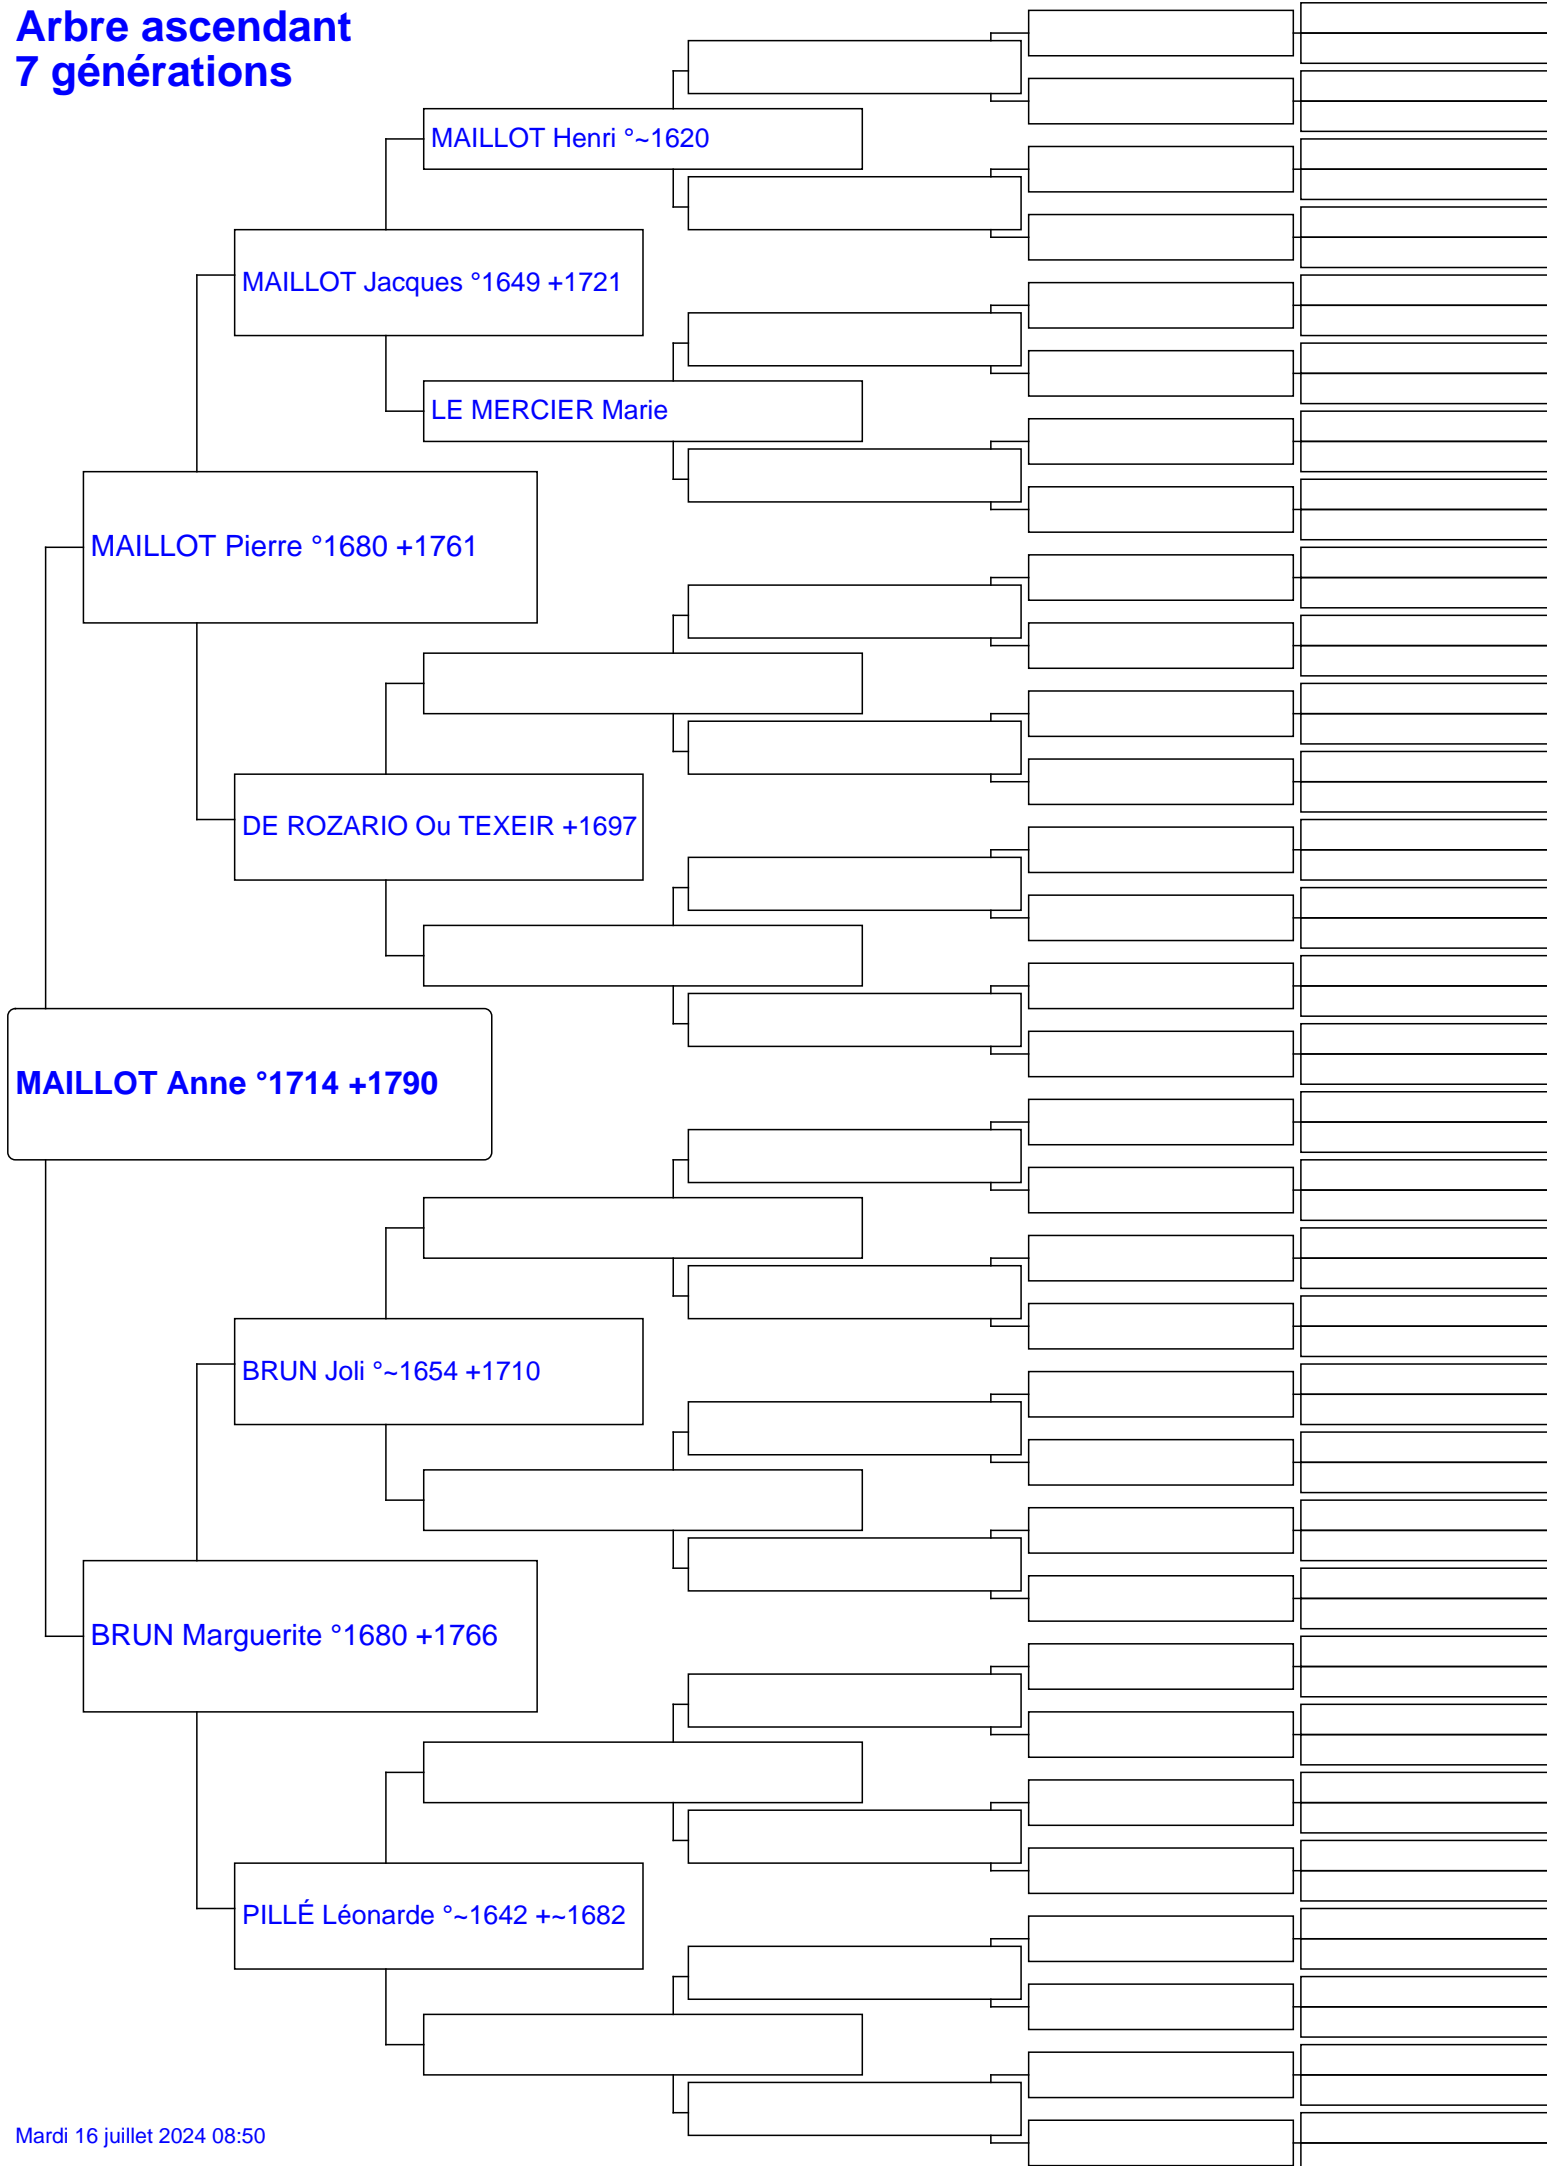 Arbre ascendant
7 générations
MAILLOT Henri °~1620
MAILLOT Jacques °1649 +1721
LE MERCIER Marie
MAILLOT Pierre °1680 +1761
DE ROZARIO Ou TEXEIR +1697
MAILLOT Anne °1714 +1790
BRUN Joli °~1654 +1710
BRUN Marguerite °1680 +1766
PILLÉ Léonarde °~1642 +~1682
Mardi 16 juillet 2024 08:50